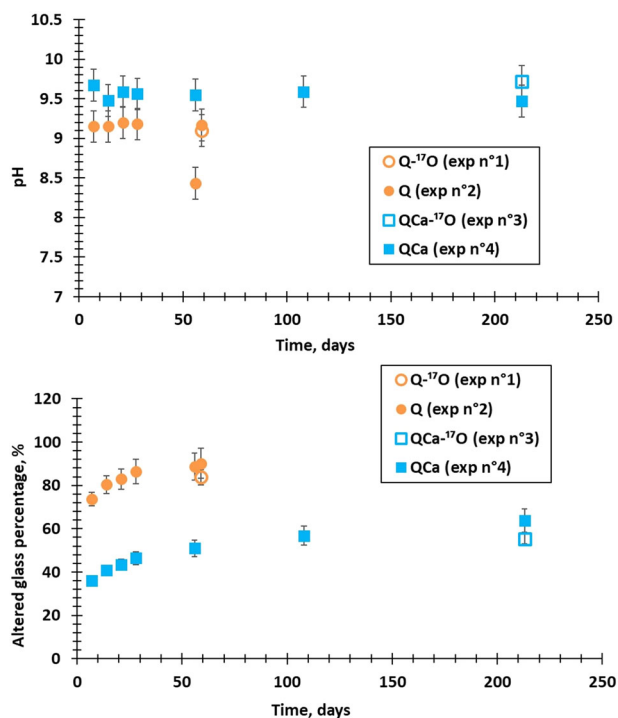 10.5
10
9.5
9
8.5
8
7.5
7
pH
0
50
100
150
200
250
Time, days
Q-¹⁷O (exp n°1)
Q (exp n°2)
QCa-¹⁷O (exp n°3)
QCa (exp n°4)
Q-¹⁷O (exp n°1)
Q (exp n°2)
QCa-¹⁷O (exp n°3)
QCa (exp n°4)
120
100
80
60
40
20
0
Altered glass percentage, %
0
50
100
150
200
250
Time, days